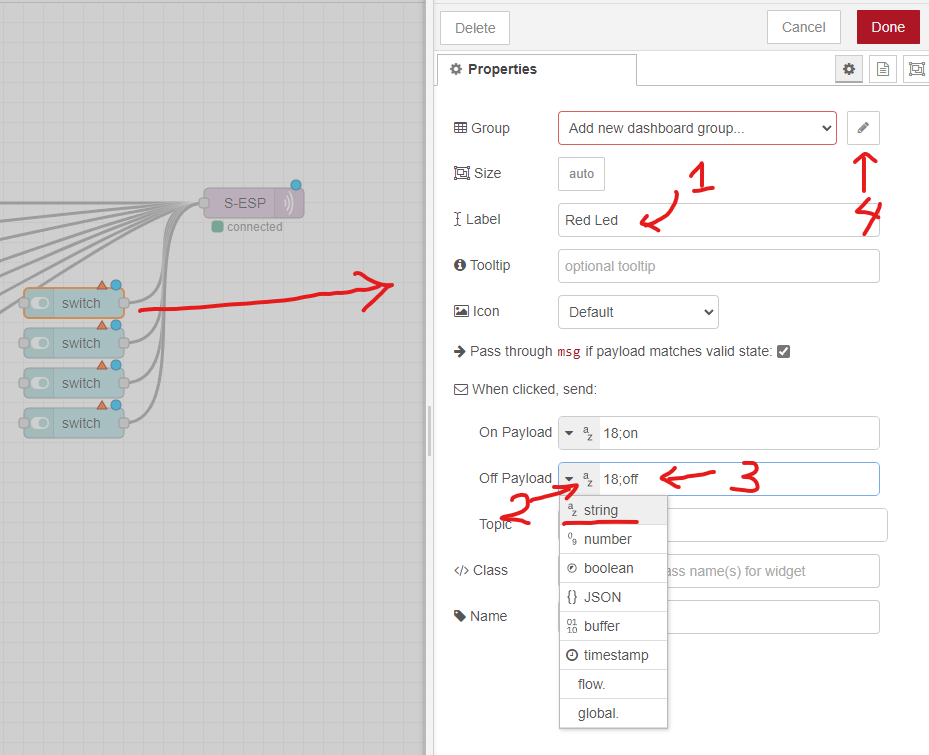 Delete
Cancel
Done
Properties
Group
Add new dashboard group...
Size
auto
1
Label
Red Led
4
Tooltip
optional tooltip
Icon
Default
Pass through msg if payload matches valid state:
When clicked, send:
On Payload
18;on
Off Payload
18;off
3
2
Topic
string
number
Class
boolean
ass name(s) for widget
JSON
Name
buffer
timestamp
flow.
global.
S-ESP
connected
switch
switch
switch
switch